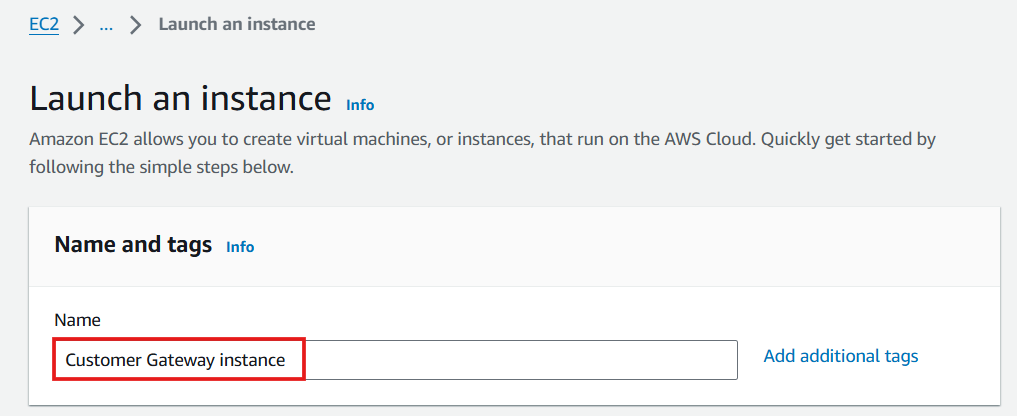 EC2 > ... > Launch an instance
Launch an instance Info
Amazon EC2 allows you to create virtual machines, or instances, that run on the AWS Cloud. Quickly get started by
following the simple steps below.
Name and tags Info
Name
Customer Gateway instance
Add additional tags